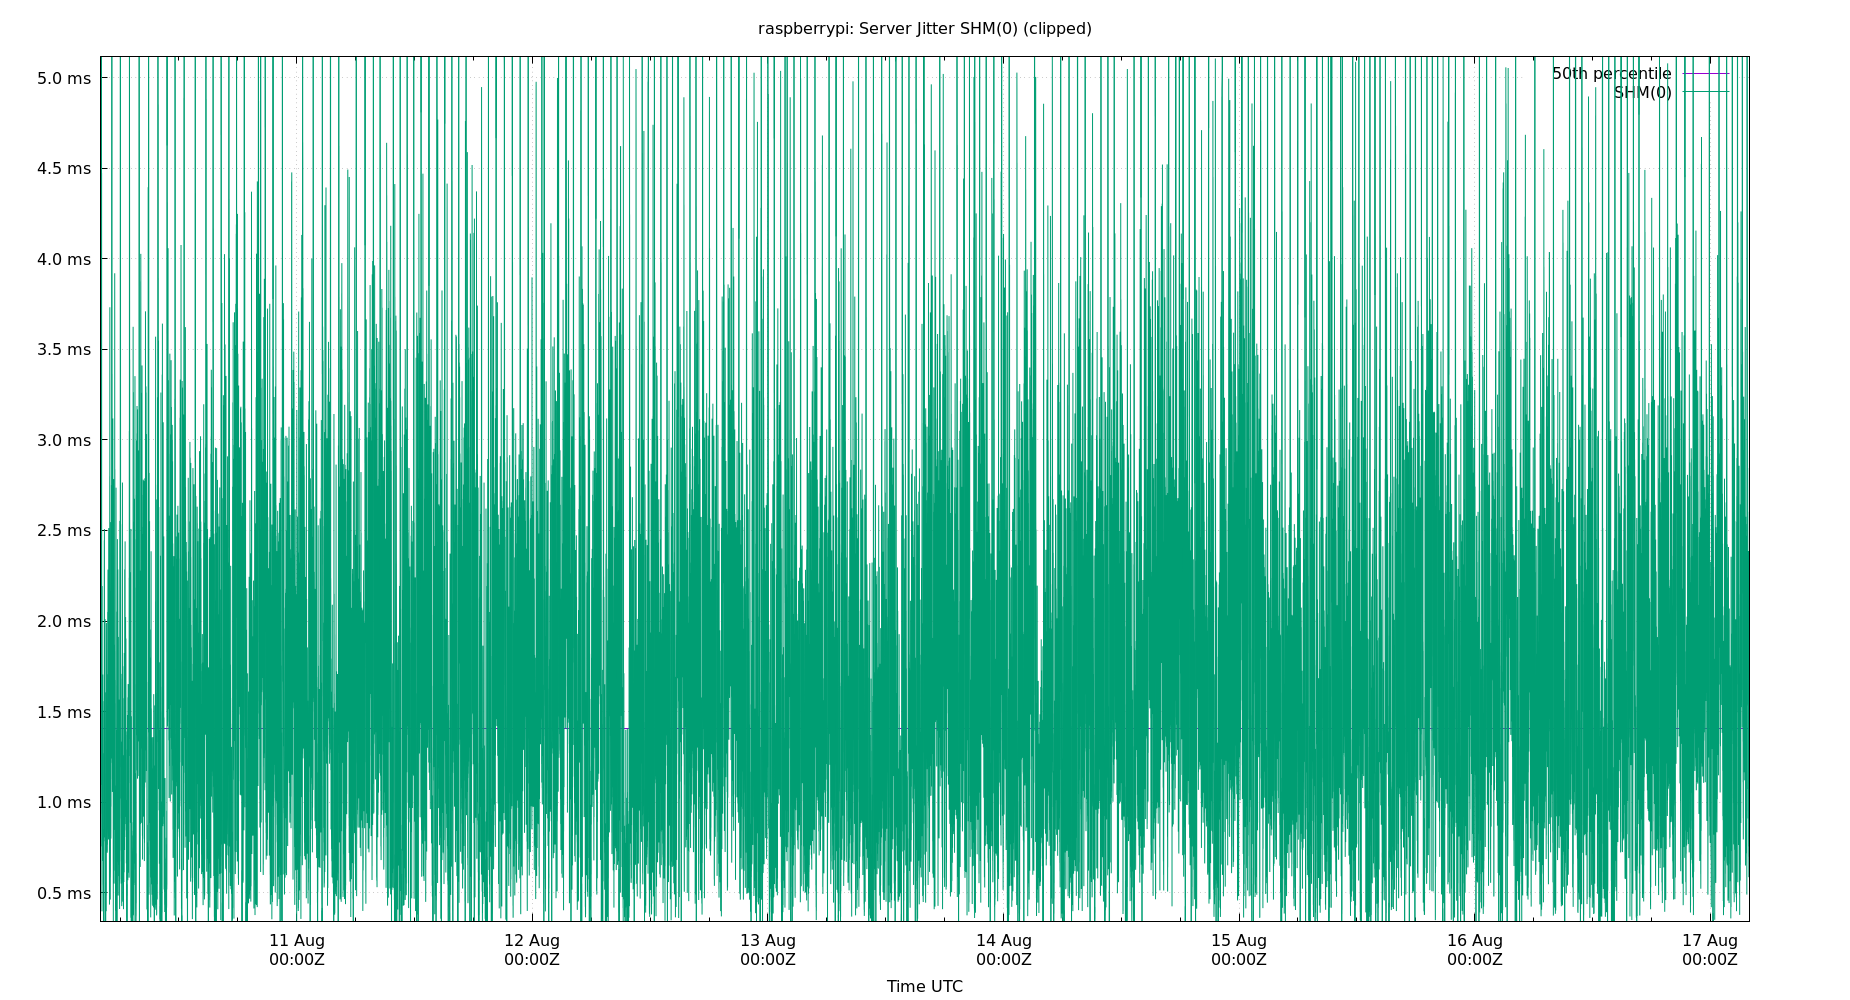 raspberrypi: Server Jitter SHM(0) (clipped)
50th percentile
SHM(0)
5.0 ms
4.5 ms
4.0 ms
3.5 ms
3.0 ms
2.5 ms
2.0 ms
1.5 ms
1.0 ms
0.5 ms
11 Aug
00:00Z
12 Aug
00:00Z
13 Aug
00:00Z
14 Aug
00:00Z
15 Aug
00:00Z
16 Aug
00:00Z
17 Aug
00:00Z
Time UTC